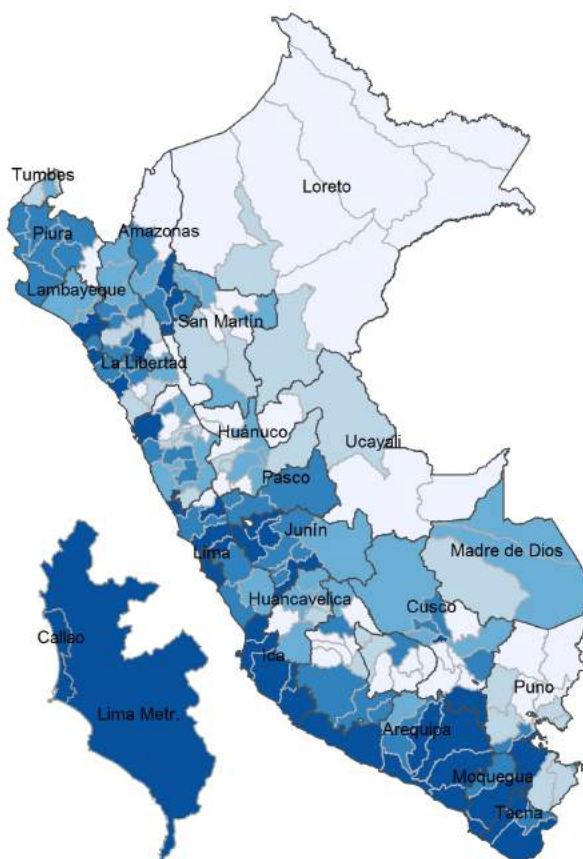 Loreto
Tumbes
Piura
Amazonas
Lambayeque
San Martín
La Libertad
Huánuco
Ucayali
Pasco
Junín
Lima
Madre de Dios
Huancavelica
Cusco
Callao
Ica
Puno
Lima Metr.
Arequipa
Moquegua
Tacna